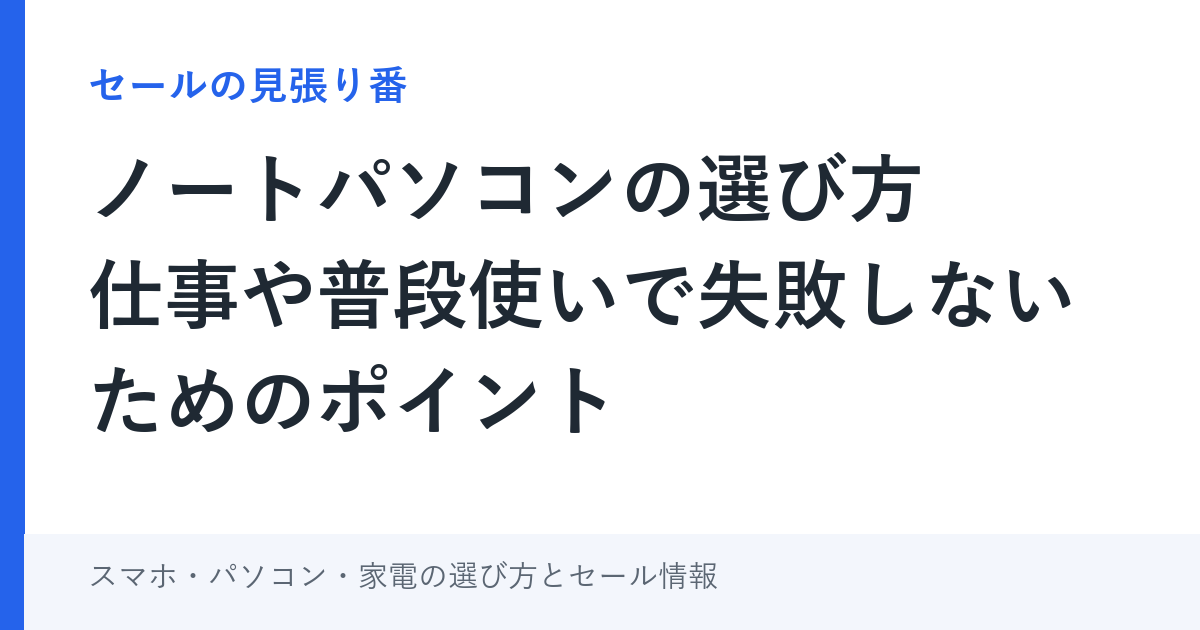 セールの見張り番
ノートパソコンの選び方
仕事や普段使いで失敗しない
ためのポイント
スマホ・パソコン・家電の選び方とセール情報